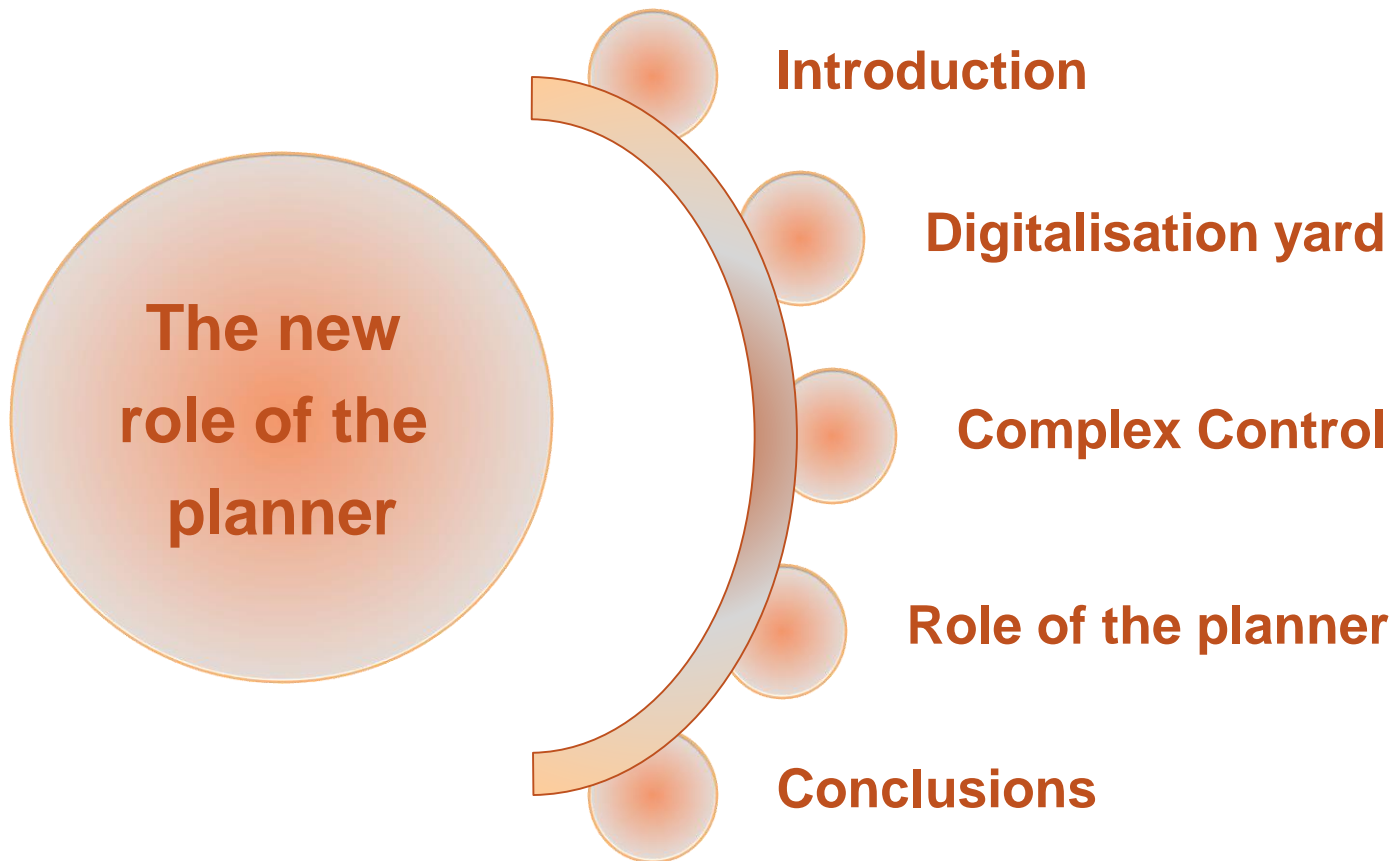 The new
role of the
planner
Introduction
Digitalisation yard
Complex Control
Role of the planner
Conclusions